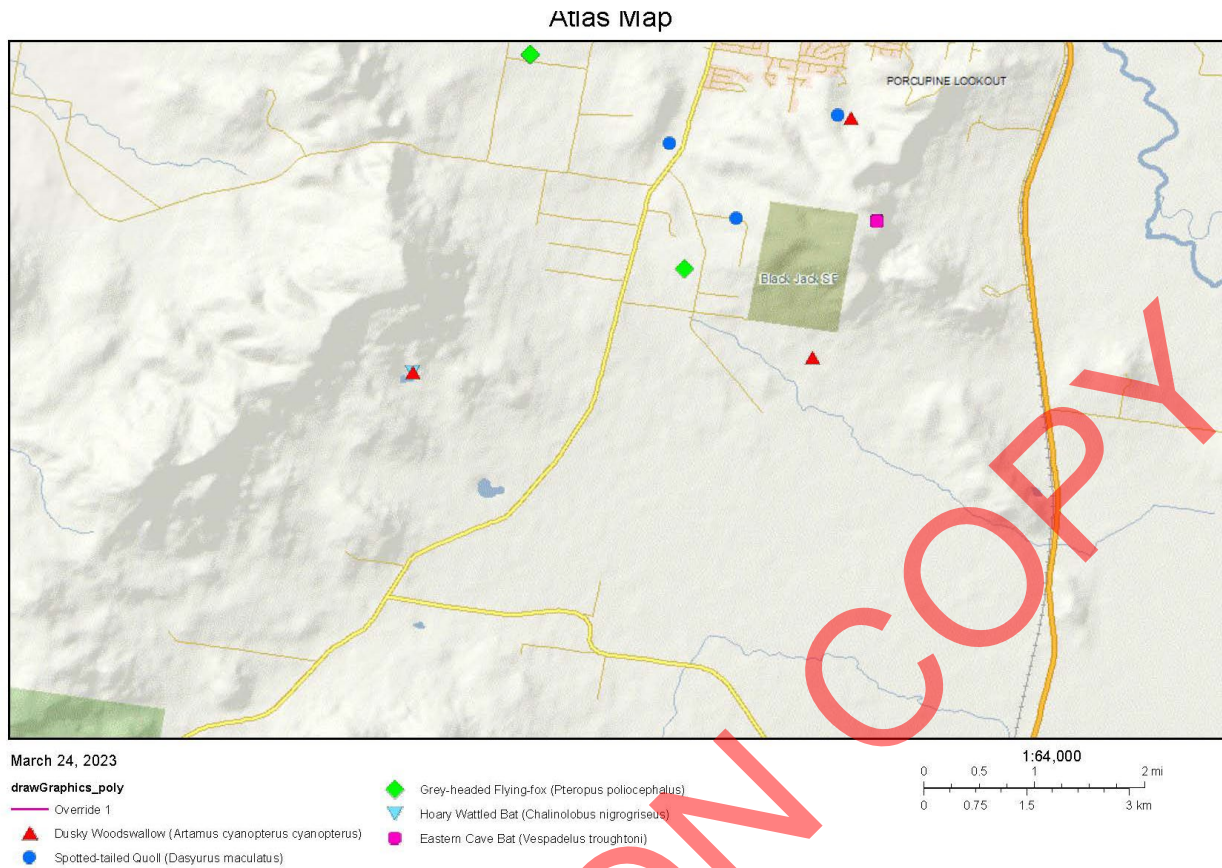 Atlas Map
PORCUPINE LOOKOUT
Black Jack SF
March 24, 2023
drawGraphics_poly
Override 1
Dusky Woodswallow (Artamus cyanopterus cyanopterus)
Spotted-tailed Quoll (Dasyurus maculatus)
Grey-headed Flying-fox (Pteropus poliocephalus)
Hoary Wattled Bat (Chalinolobus nigrogriseus)
Eastern Cave Bat (Vespadelus troughtoni)
1:64,000
0 0.5 1 2 mi
0 0.75 1.5 3 km
ON COPY